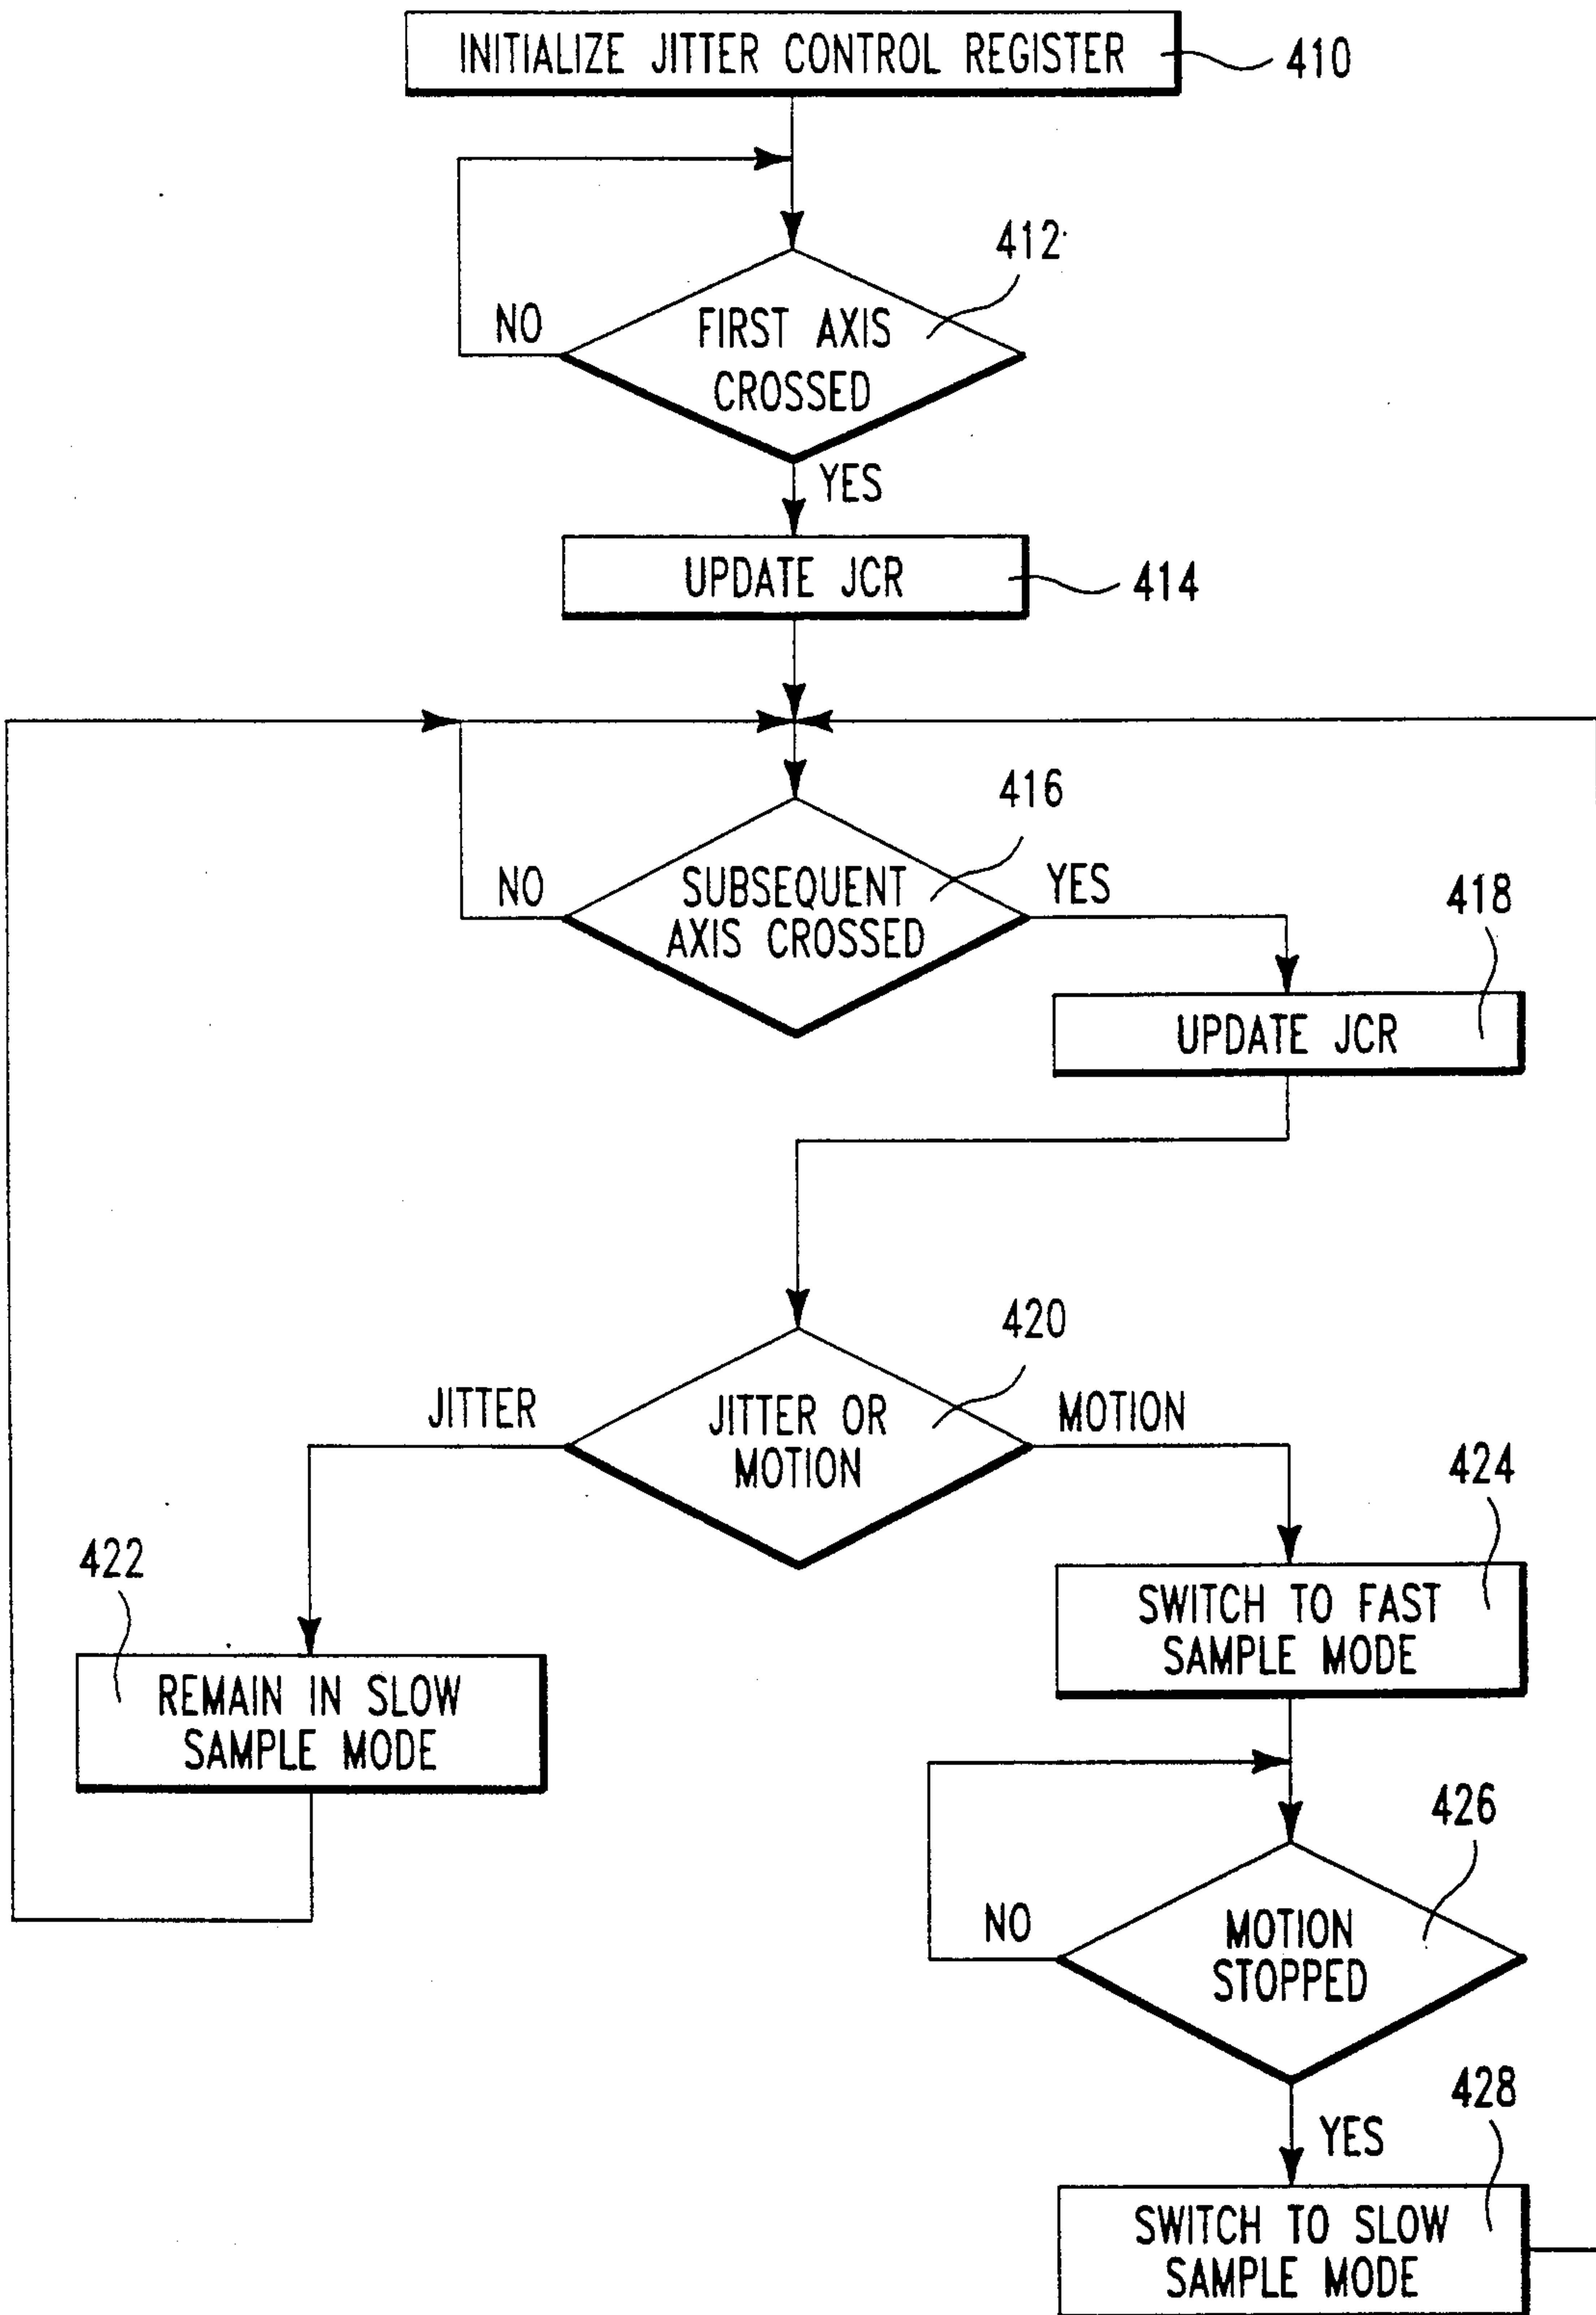 INITIALIZE JITTER CONTROL REGISTER
410
412
NO
FIRST AXIS
CROSSED
YES
UPDATE JCR
414
416
NO
SUBSEQUENT
AXIS CROSSED
YES
418
UPDATE JCR
420
JITTER
JITTER OR
MOTION
MOTION
424
422
SWITCH TO FAST
SAMPLE MODE
REMAIN IN SLOW
SAMPLE MODE
426
NO
MOTION
STOPPED
428
YES
SWITCH TO SLOW
SAMPLE MODE